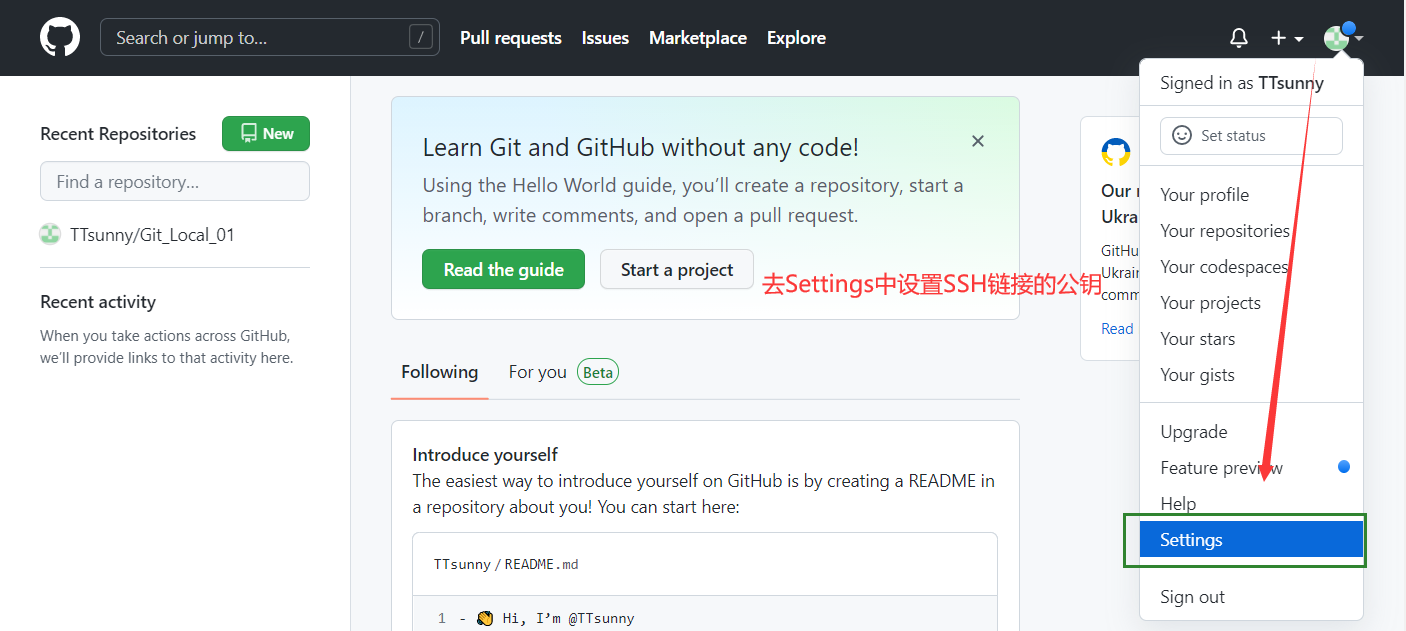 Search or jump to...
/
Pull requests
Issues
Marketplace
Explore
Recent Repositories
New
Find a repository...
TTsunny/Git_Local_01
Recent activity
When you take actions across GitHub,
we'll provide links to that activity here.
Learn Git and GitHub without any code!
Using the Hello World guide, you'll create a repository, start a
branch, write comments, and open a pull request.
Read the guide
Start a project
去Settings中设置SSH链接的公钥
Following
For you
Beta
Introduce yourself
The easiest way to introduce yourself on GitHub is by creating a README in
a repository about you! You can start here:
TTsunny / README.md
1 - 👋 Hi, I'm @TTsunny
Our
Ukra
GitHu
Ukrain
comm
Read
Signed in as TTsunny
Set status
Your profile
Your repositories
Your codespaces
Your projects
Your stars
Your gists
Upgrade
Feature preview
Help
Settings
Sign out